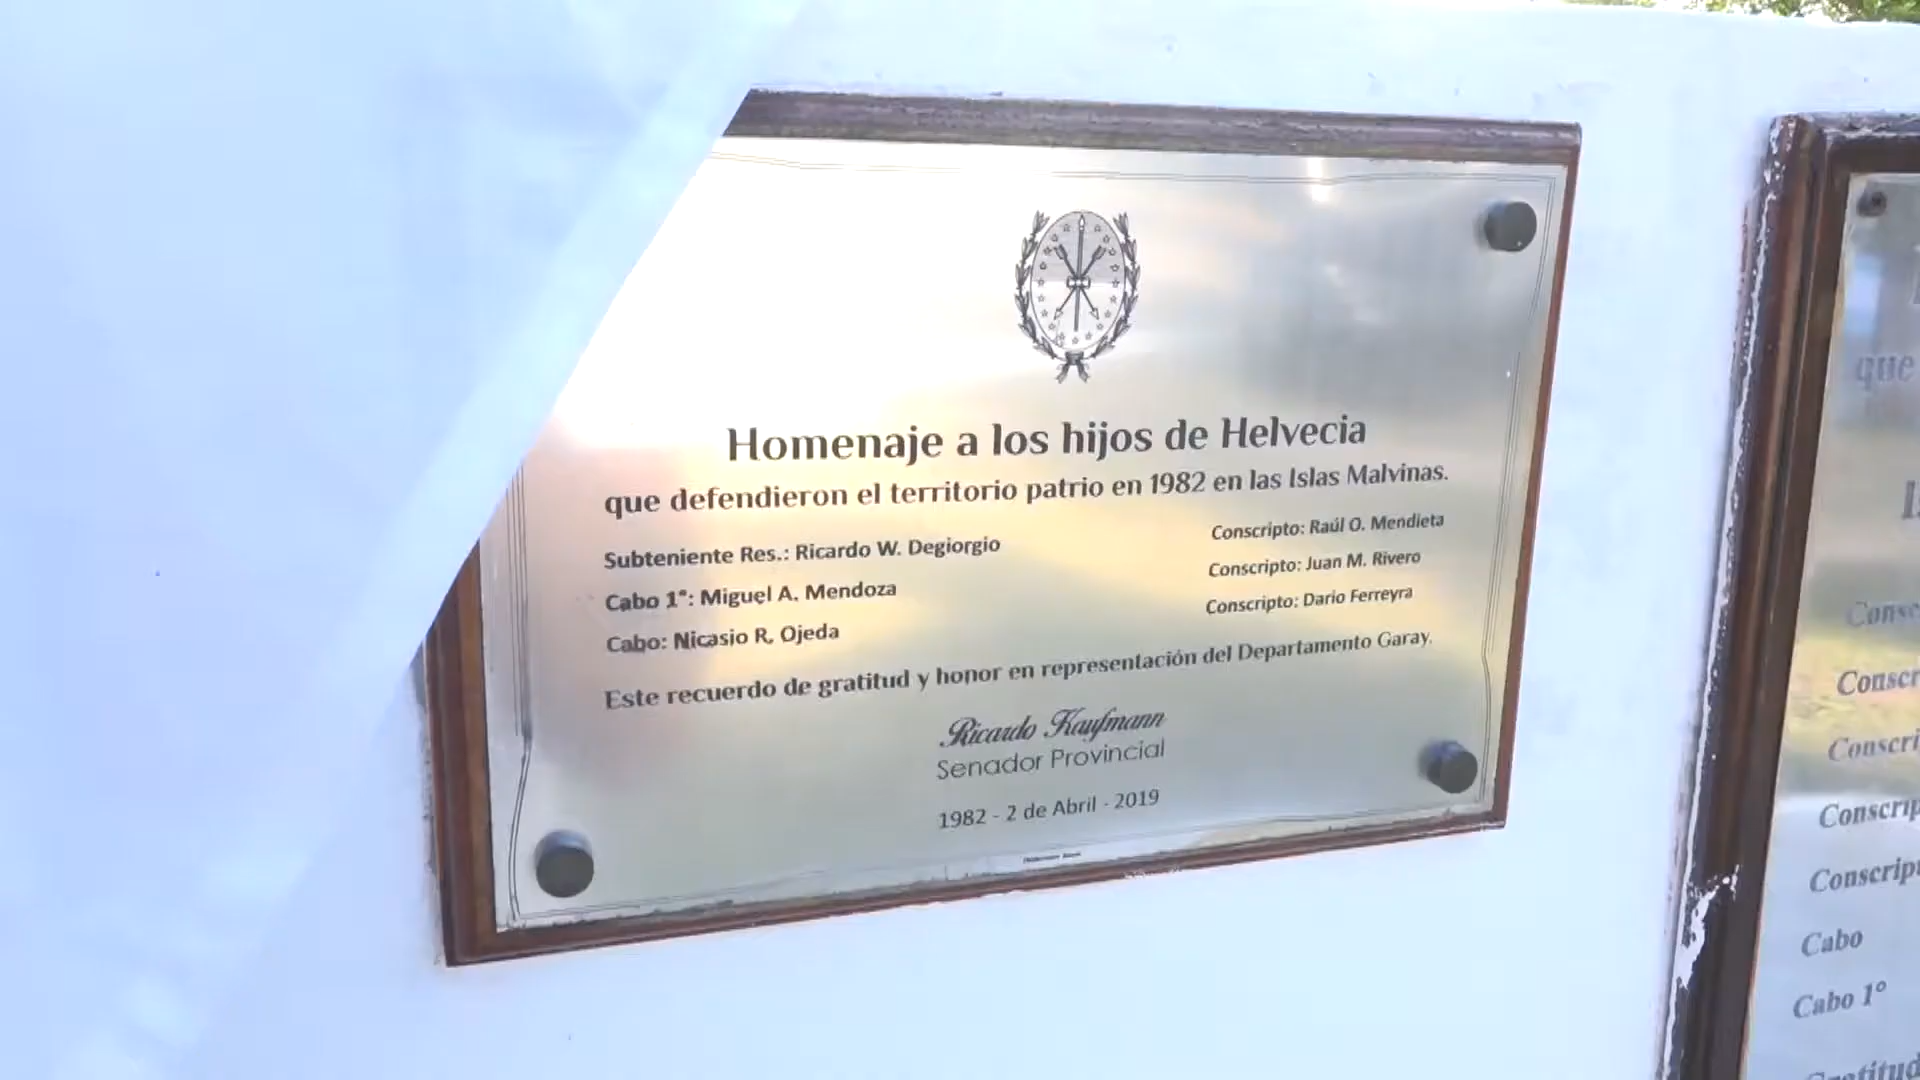 Homenaje a los hijos de Helvecia
que defendieron el territorio patrio en 1982 en las Islas Malvinas.
Subteniente Res.: Ricardo W. Degiorgio
Cabo 1°: Miguel A. Mendoza
Cabo: Nicasio R. Ojeda
Conscripto: Raúl O. Mendieta
Conscripto: Juan M. Rivero
Conscripto: Dario Ferreyra
Este recuerdo de gratitud y honor en representación del Departamento Garay.
Ricardo Kaufmann
Senador Provincial
1982 - 2 de Abril - 2019
que
Cabo
Cabo 1°